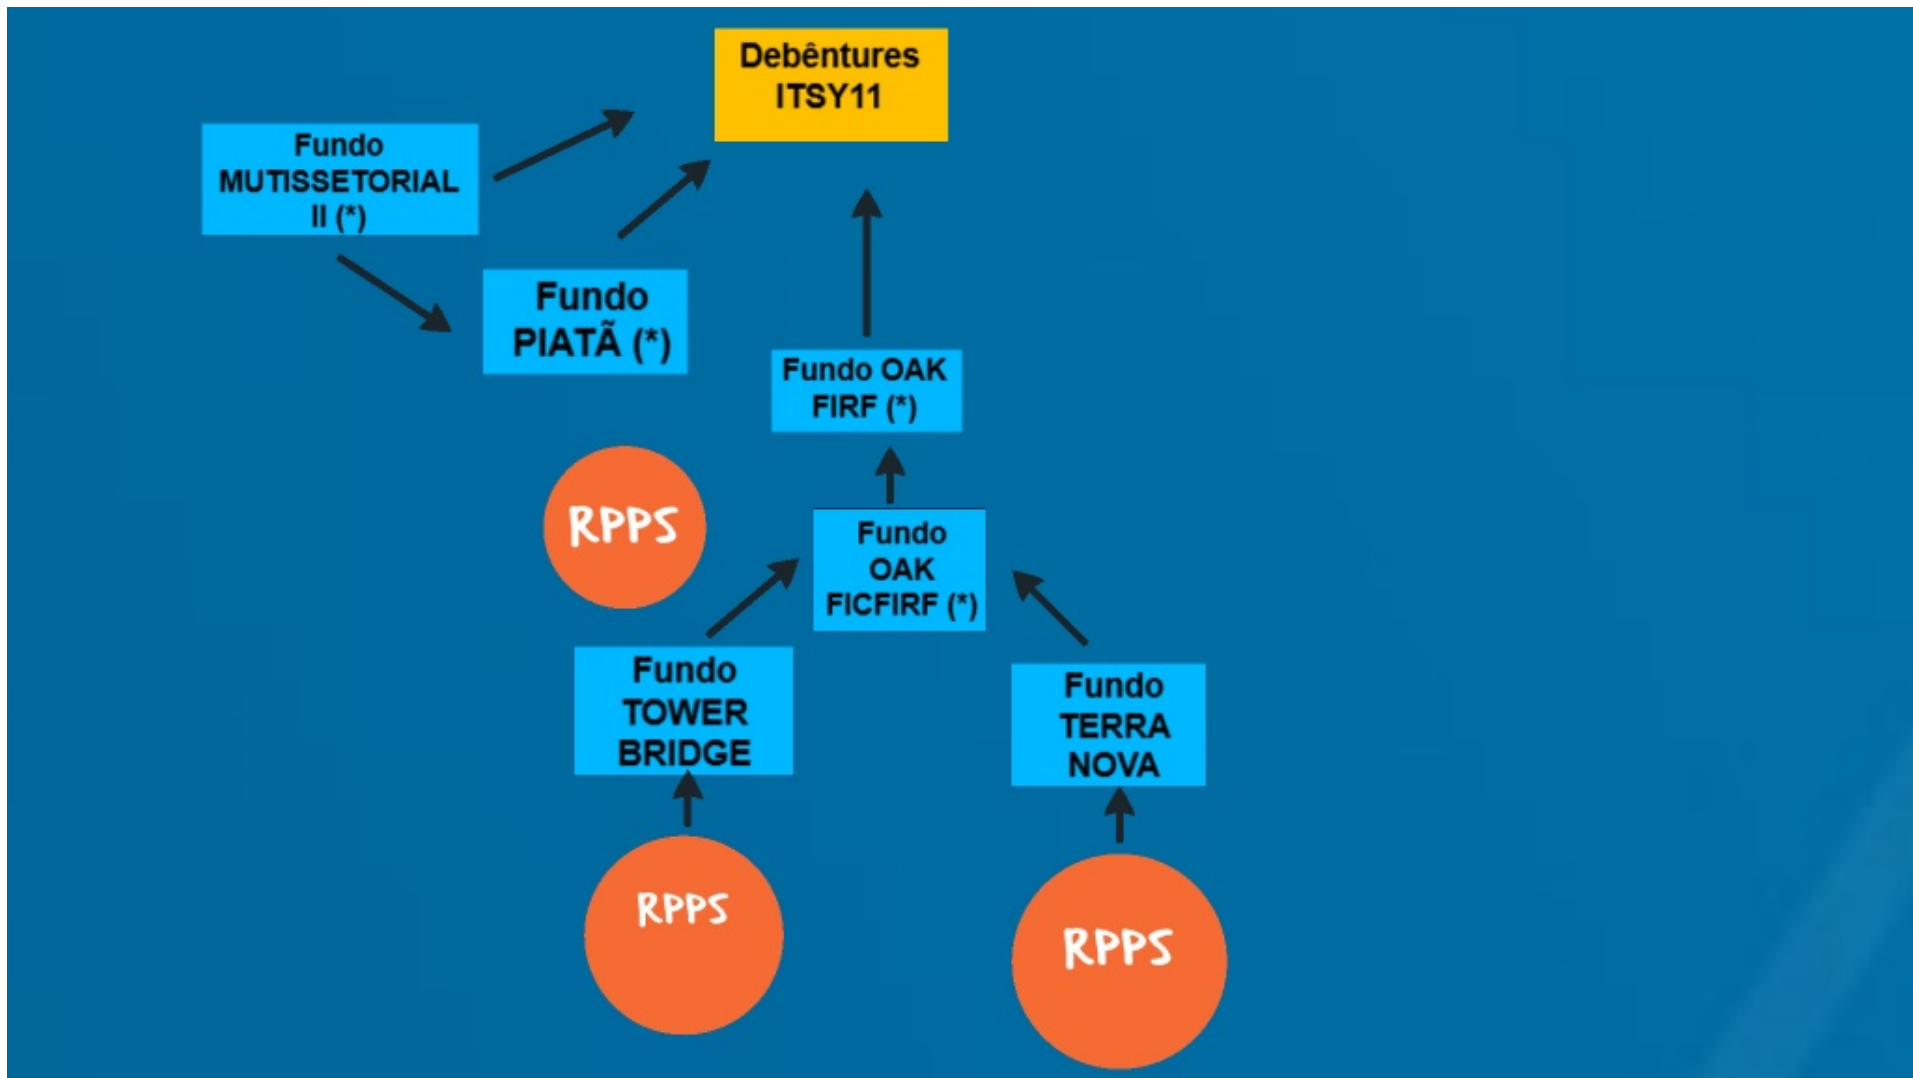 Debêntures
ITSY11
Fundo
MUTISSETORIAL
II (*)
Fundo
PIATÃ (*)
Fundo OAK
FIRF (*)
RPPS
Fundo
OAK
FICFIRF (*)
Fundo
TOWER
BRIDGE
Fundo
TERRA
NOVA
RPPS
RPPS